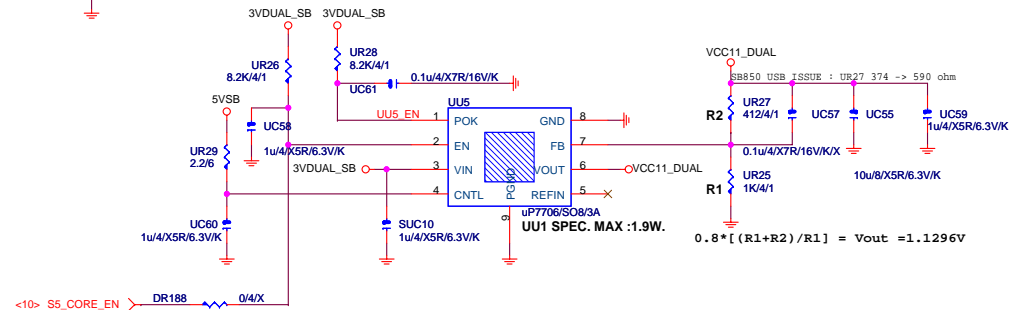 3VDUAL_SB
3VDUAL_SB
UR26
8.2K/4/1
UR28
8.2K/4/1
UC61
0.1u/4/X7R/16V/K
VCC11_DUAL
SB850 USB ISSUE : UR27 374 -> 590 ohm
5VSB
UC58
1u/4/X5R/6.3V/K
UR29
2.2/6
UU5_EN
UU5
1
POK
GND
8
2
EN
FB
7
3VDUAL_SB
3
VIN
VOUT
6
VCC11_DUAL
4
CNTL
REFIN
5
PGND
9
uP7706/SO8/3A
UU1 SPEC. MAX :1.9W.
R2
UR27
412/4/1
UC57
UC55
UC59
1u/4/X5R/6.3V/K
0.1u/4/X7R/16V/K/X
10u/8/X5R/6.3V/K
R1
UR25
1K/4/1
UC60
1u/4/X5R/6.3V/K
SUC10
1u/4/X5R/6.3V/K
0.8*[(R1+R2)/R1] = Vout =1.1296V
<10> S5_CORE_EN
DR188
0/4/X